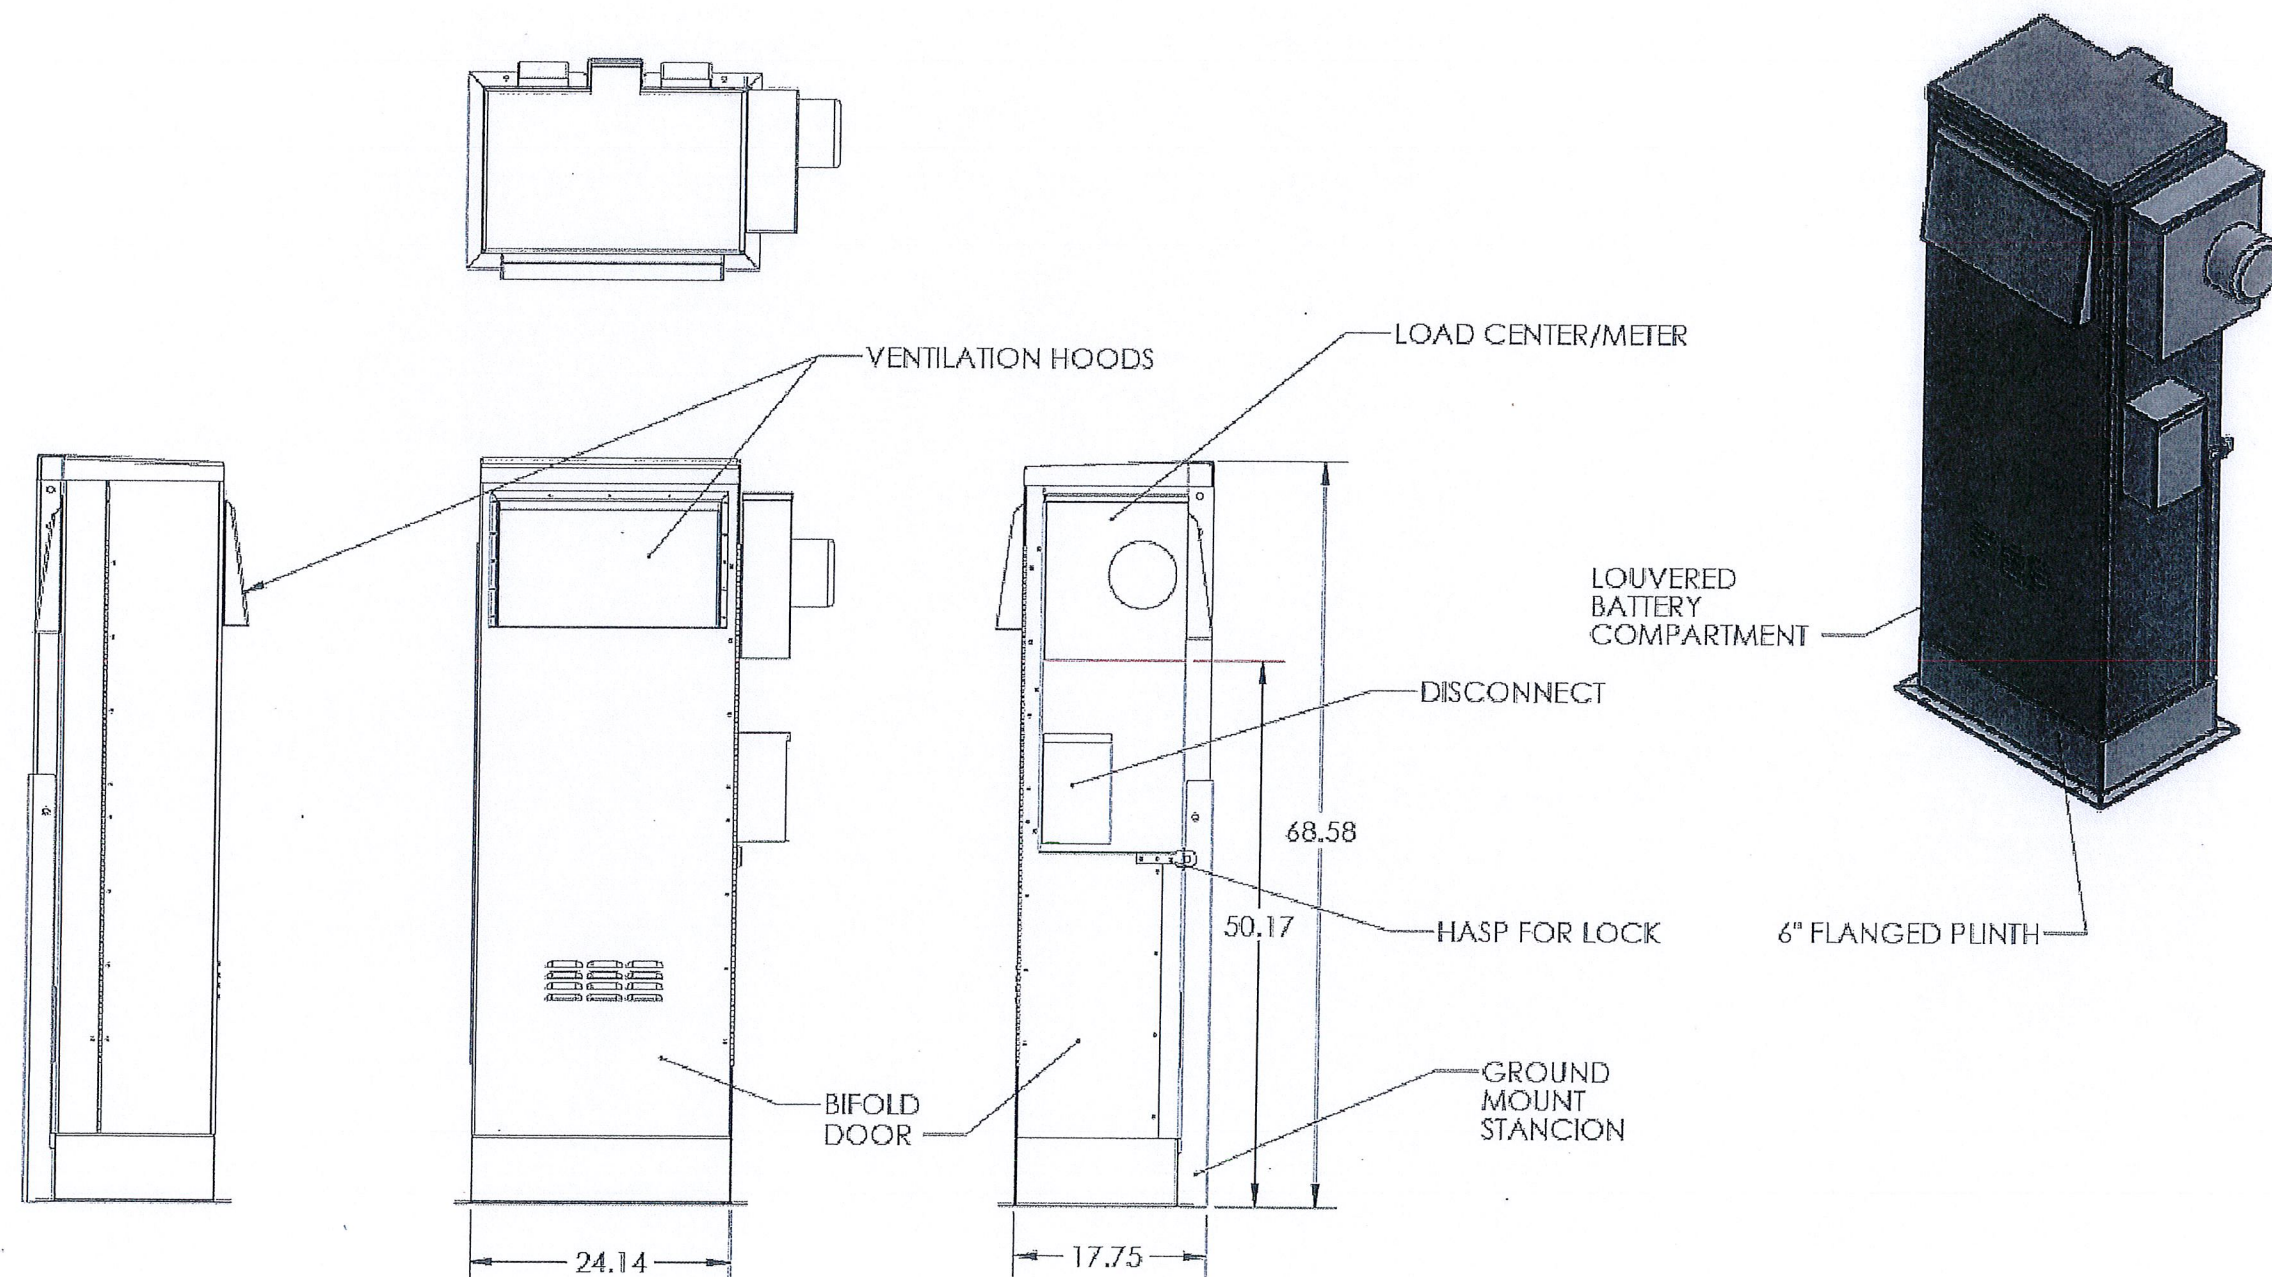 VENTILATION HOODS
LOAD CENTER/METER
LOUVERED
BATTERY
COMPARTMENT
DISCONNECT
68.58
50.17
HASP FOR LOCK
6" FLANGED PLINTH
GROUND
MOUNT
STANCION
BIFOLD
DOOR
24.14
17.75